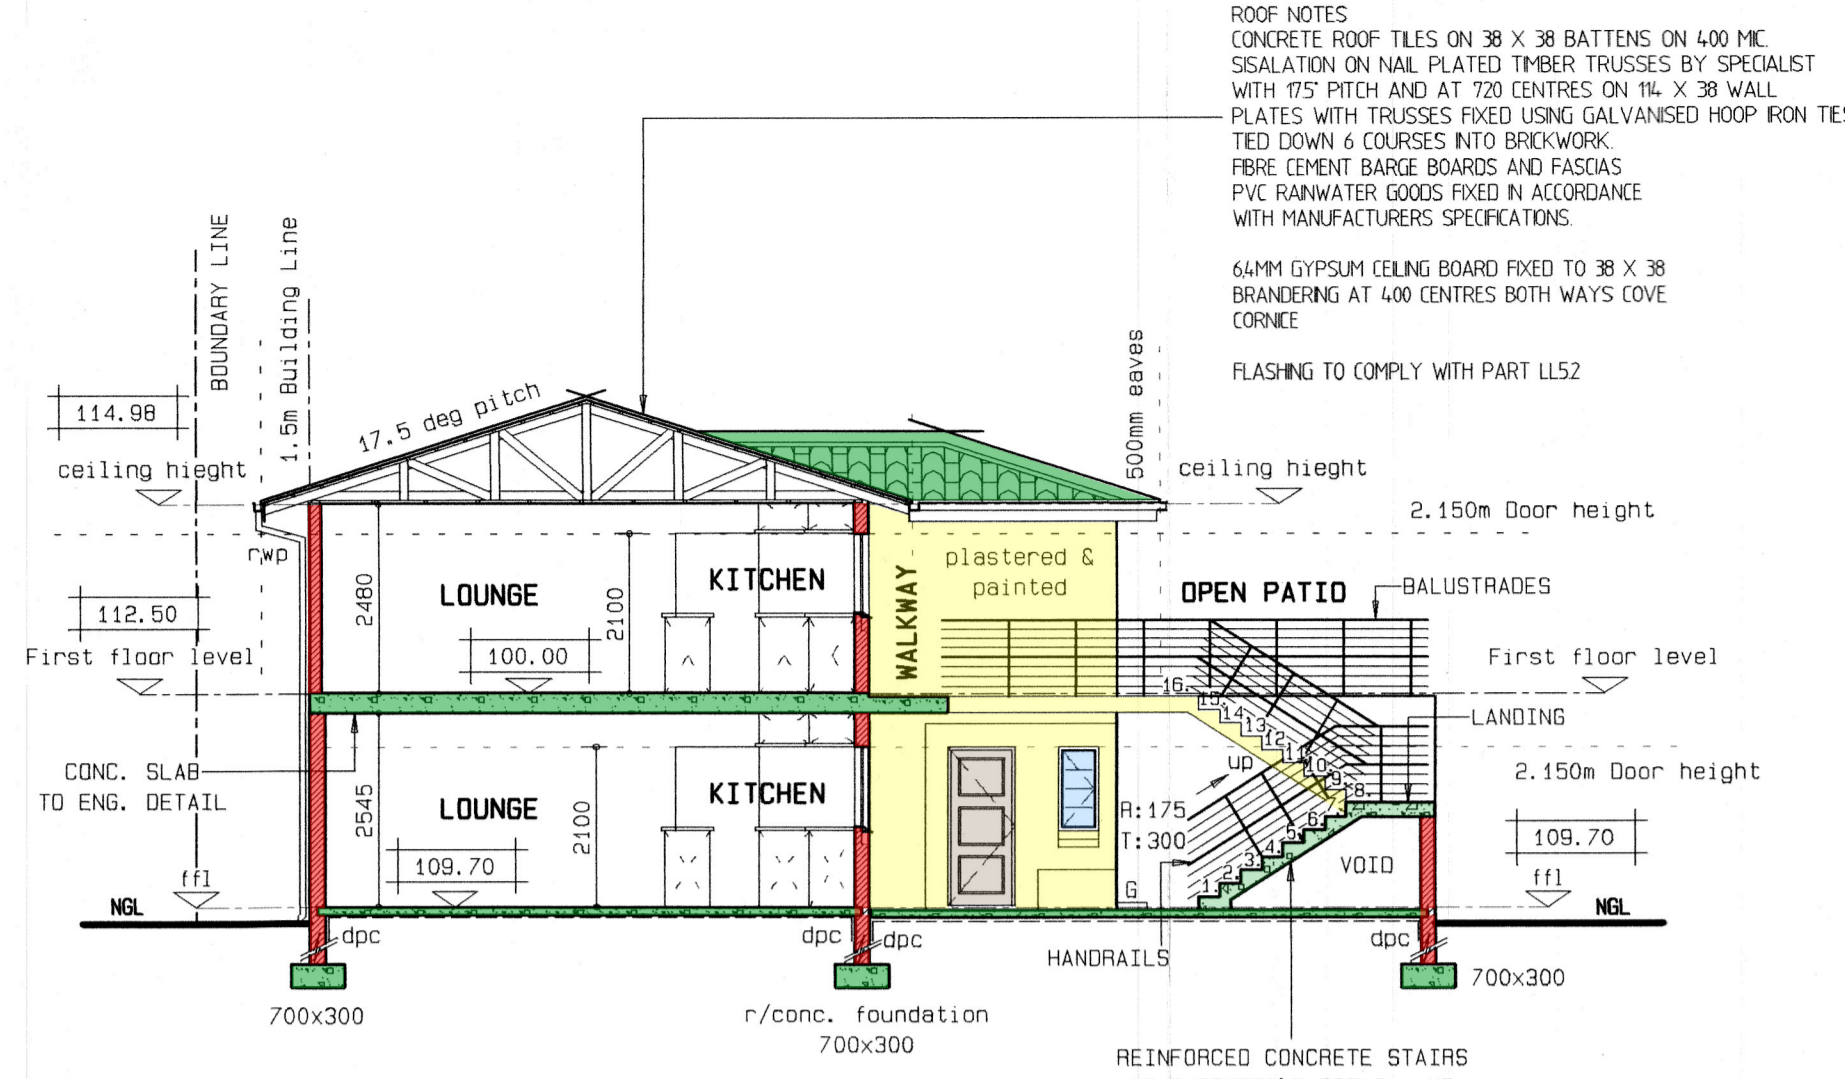 ROOF NOTES
CONCRETE ROOF TILES ON 38 X 38 BATTENS ON 400 MIC.
SISALATION ON NAIL PLATED TIMBER TRUSSES BY SPECIALIST
WITH 175° PITCH AND AT 720 CENTRES ON 114 X 38 WALL
PLATES WITH TRUSSES FIXED USING GALVANISED HOOP IRON TIES
TIED DOWN 6 COURSES INTO BRICKWORK.
FIBRE CEMENT BARGE BOARDS AND FASCIAS
PVC RAINWATER GOODS FIXED IN ACCORDANCE
WITH MANUFACTURERS SPECIFICATIONS.
6,4MM GYPSUM CEILING BOARD FIXED TO 38 X 38
BRANDERING AT 400 CENTRES BOTH WAYS COVE
CORNICE
FLASHING TO COMPLY WITH PART LL52
BOUNDARY LINE
1.5m Building Line
500mm eaves
114.98
17.5 deg pitch
ceiling hieght
ceiling hieght
2.150m Door height
rwp
2480
LOUNGE
2100
KITCHEN
WALKWAY
plastered &
painted
OPEN PATIO
BALUSTRADES
112.50
First floor level
100.00
First floor level
16.
15.
14.
13.
12.
11.
10.
9.
8.
7.
6.
5.
4.
3.
2.
1.
LANDING
CONC. SLAB
TO ENG. DETAIL
2545
LOUNGE
2100
KITCHEN
up
2.150m Door height
R:175
T:300
109.70
109.70
VOID
ffl
ffl
G
NGL
NGL
dpc
dpc
dpc
dpc
HANDRAILS
700x300
r/conc. foundation
700x300
700x300
REINFORCED CONCRETE STAIRS